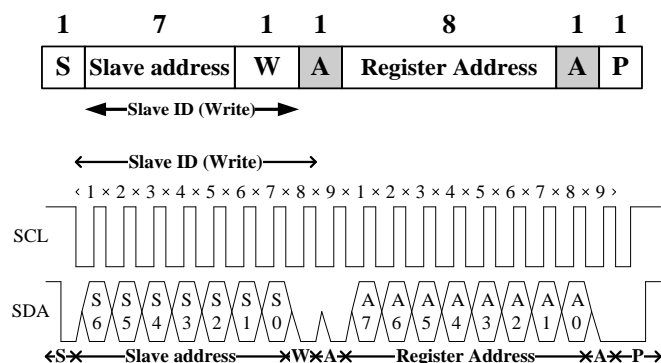 1 7 1 1 8 1 1
S Slave address W A Register Address A P
Slave ID (Write)
Slave ID (Write)
1 × 2 × 3 × 4 × 5 × 6 × 7 × 8 × 9 × 1 × 2 × 3 × 4 × 5 × 6 × 7 × 8 × 9
SCL
SDA S6 S5 S4 S3 S2 S1 S0 A7 A6 A5 A4 A3 A2 A1 A0
S Slave address W A Register Address A P